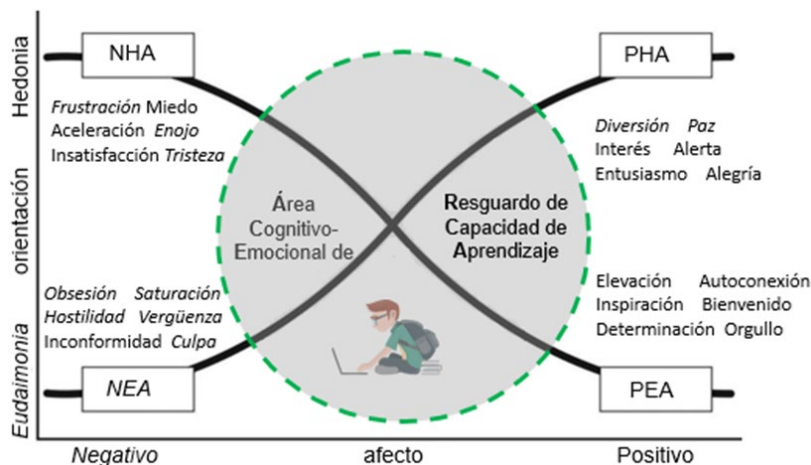 Hedonia
orientación
Eudaimonia
NHA
Frustración Miedo
Aceleración Enojo
Insatisfacción Tristeza
PHA
Diversión Paz
Interés Alerta
Entusiasmo Alegría
Área
Cognitivo-
Emocional de
Resguardo de
Capacidad de
Aprendizaje
Obsesión Saturación
Hostilidad Vergüenza
Inconformidad Culpa
NEA
Elevación Autoconexión
Inspiración Bienvenido
Determinación Orgullo
PEA
Negativo afecto Positivo